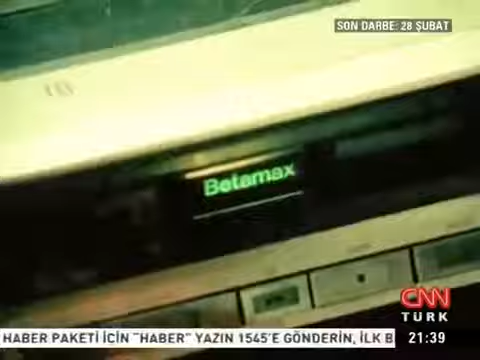 SON DARBE: 28 ŞUBAT
Betamax
CNN
TÜRK
HABER PAKETİ İÇİN "HABER" YAZIN 1545'E GÖNDERİN, İLK B
21:39